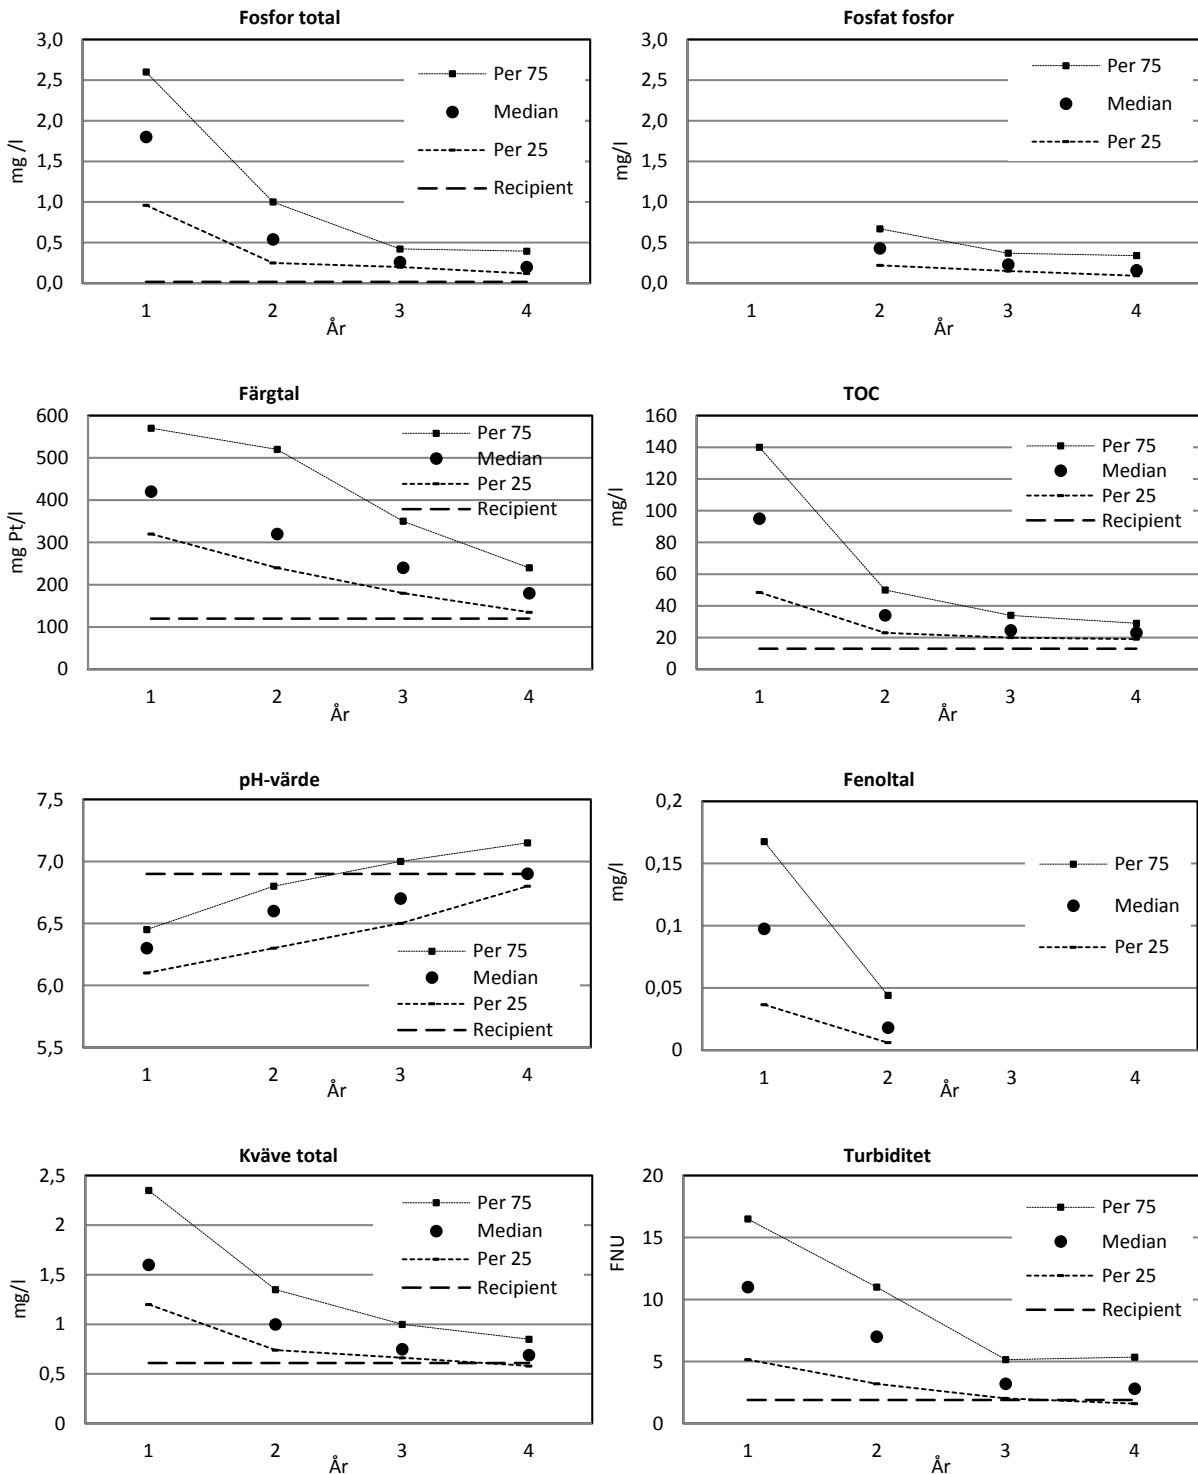 Fosfor total
3,0
2,5
2,0
1,5
1,0
0,5
0,0
mg /l
1 2 3 4
År
Per 75
Median
Per 25
Recipient
Fosfat fosfor
3,0
2,5
2,0
1,5
1,0
0,5
0,0
mg/l
1 2 3 4
År
Per 75
Median
Per 25
Färgtal
600
500
400
300
200
100
0
mg Pt/l
1 2 3 4
År
Per 75
Median
Per 25
Recipient
TOC
160
140
120
100
80
60
40
20
0
mg/l
1 2 3 4
År
Per 75
Median
Per 25
Recipient
pH-värde
7,5
7,0
6,5
6,0
5,5
1 2 3 4
År
Per 75
Median
Per 25
Recipient
Fenoltal
0,2
0,15
0,1
0,05
0
mg/l
1 2 3 4
År
Per 75
Median
Per 25
Kväve total
2,5
2
1,5
1
0,5
0
mg/l
1 2 3 4
År
Per 75
Median
Per 25
Recipient
Turbiditet
20
15
10
5
0
FNU
1 2 3 4
År
Per 75
Median
Per 25
Recipient